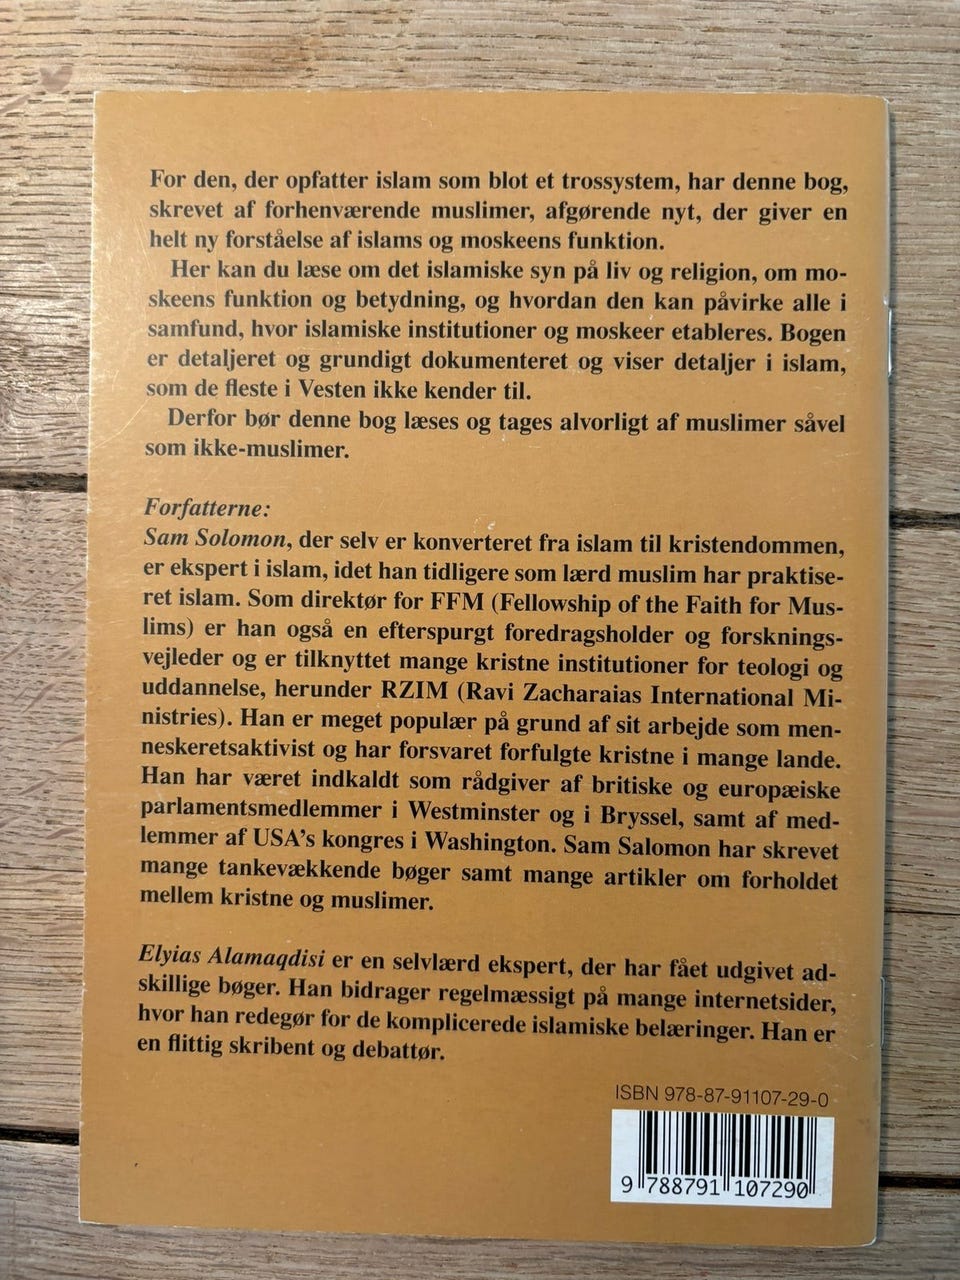 For den, der opfatter islam som blot et trossystem, har denne bog,
skrevet af forhenværende muslimer, afgørende nyt, der giver en
helt ny forståelse af islams og moskeens funktion.
Her kan du læse om det islamiske syn på liv og religion, om mo-
skeens funktion og betydning, og hvordan den kan påvirke alle i
samfund, hvor islamiske institutioner og moskeer etableres. Bogen
er detaljeret og grundigt dokumenteret og viser detaljer i islam,
som de fleste i Vesten ikke kender til.
Derfor bør denne bog læses og tages alvorligt af muslimer såvel
som ikke-muslimer.
Forfatterne:
Sam Solomon, der selv er konverteret fra islam til kristendommen,
er ekspert i islam, idet han tidligere som lærd muslim har praktise-
ret islam. Som direktør for FFM (Fellowship of the Faith for Mus-
lims) er han også en efterspurgt foredragsholder og forsknings-
vejleder og er tilknyttet mange kristne institutioner for teologi og
uddannelse, herunder RZIM (Ravi Zacharaias International Mi-
nistries). Han er meget populær på grund af sit arbejde som men-
neskeretsaktivist og har forsvaret forfulgte kristne i mange lande.
Han har været indkaldt som rådgiver af britiske og europæiske
parlamentsmedlemmer i Westminster og i Bryssel, samt af med-
lemmer af USA's kongres i Washington. Sam Salomon har skrevet
mange tankevækkende bøger samt mange artikler om forholdet
mellem kristne og muslimer.
Elyias Alamaqdisi er en selvlærd ekspert, der har fået udgivet ad-
skillige bøger. Han bidrager regelmæssigt på mange internetsider,
hvor han redegør for de komplicerede islamiske belæringer. Han er
en flittig skribent og debattør.
ISBN 978-87-91107-29-0
9 788791 107290